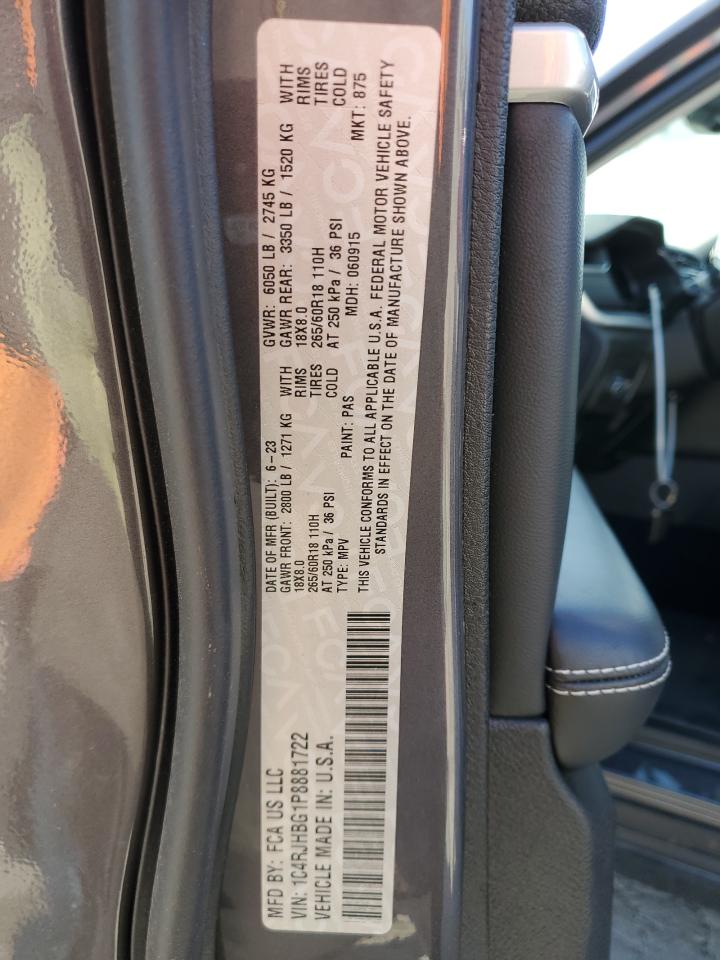 MFD BY: FCA US LLC
DATE OF MFR (BUILT): 6-23
GVWR: 6050 LB / 2745 KG
VIN: 1C4RJHBG1P8881722
GAWR FRONT: 2800 LB / 1271 KG WITH
GAWR REAR: 3350 LB / 1520 KG WITH
VEHICLE MADE IN: U.S.A.
18X8.0 RIMS
18X8.0 RIMS
265/60R18 110H TIRES
265/60R18 110H TIRES
AT 250 kPa / 36 PSI COLD
AT 250 kPa / 36 PSI COLD
TYPE: MPV PAINT: PAS MDH: 060915 MKT: 875
THIS VEHICLE CONFORMS TO ALL APPLICABLE U.S.A. FEDERAL MOTOR VEHICLE SAFETY
STANDARDS IN EFFECT ON THE DATE OF MANUFACTURE SHOWN ABOVE.